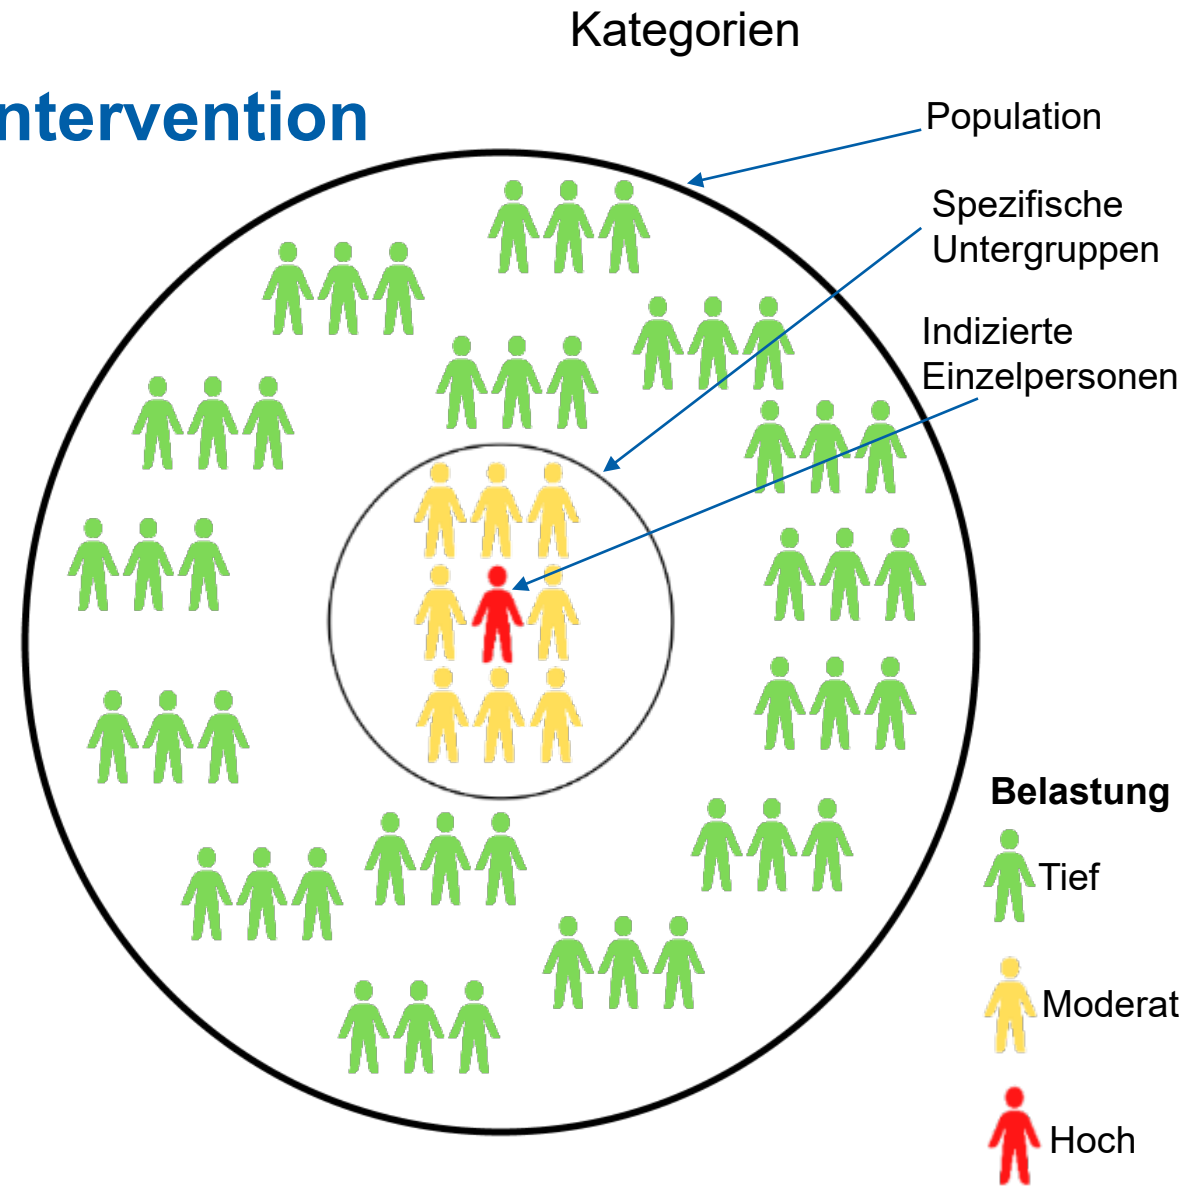 Kategorien
ntervention
Population
Spezifische
Untergruppen
Indizierte
Einzelpersonen
Belastung
Tief
Moderat
Hoch